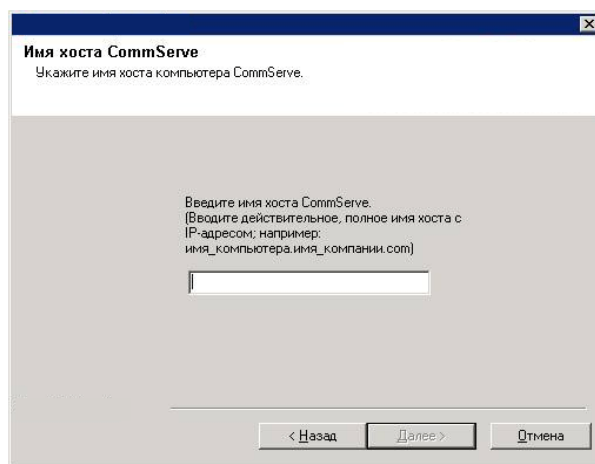 Имя хоста CommServe
Укажите имя хоста компьютера CommServe.
Введите имя хоста CommServe.
(Вводите действительное, полное имя хоста с
IP-адресом; например:
имя_компьютера.имя_компании.com)
< Назад
Далее >
Отмена